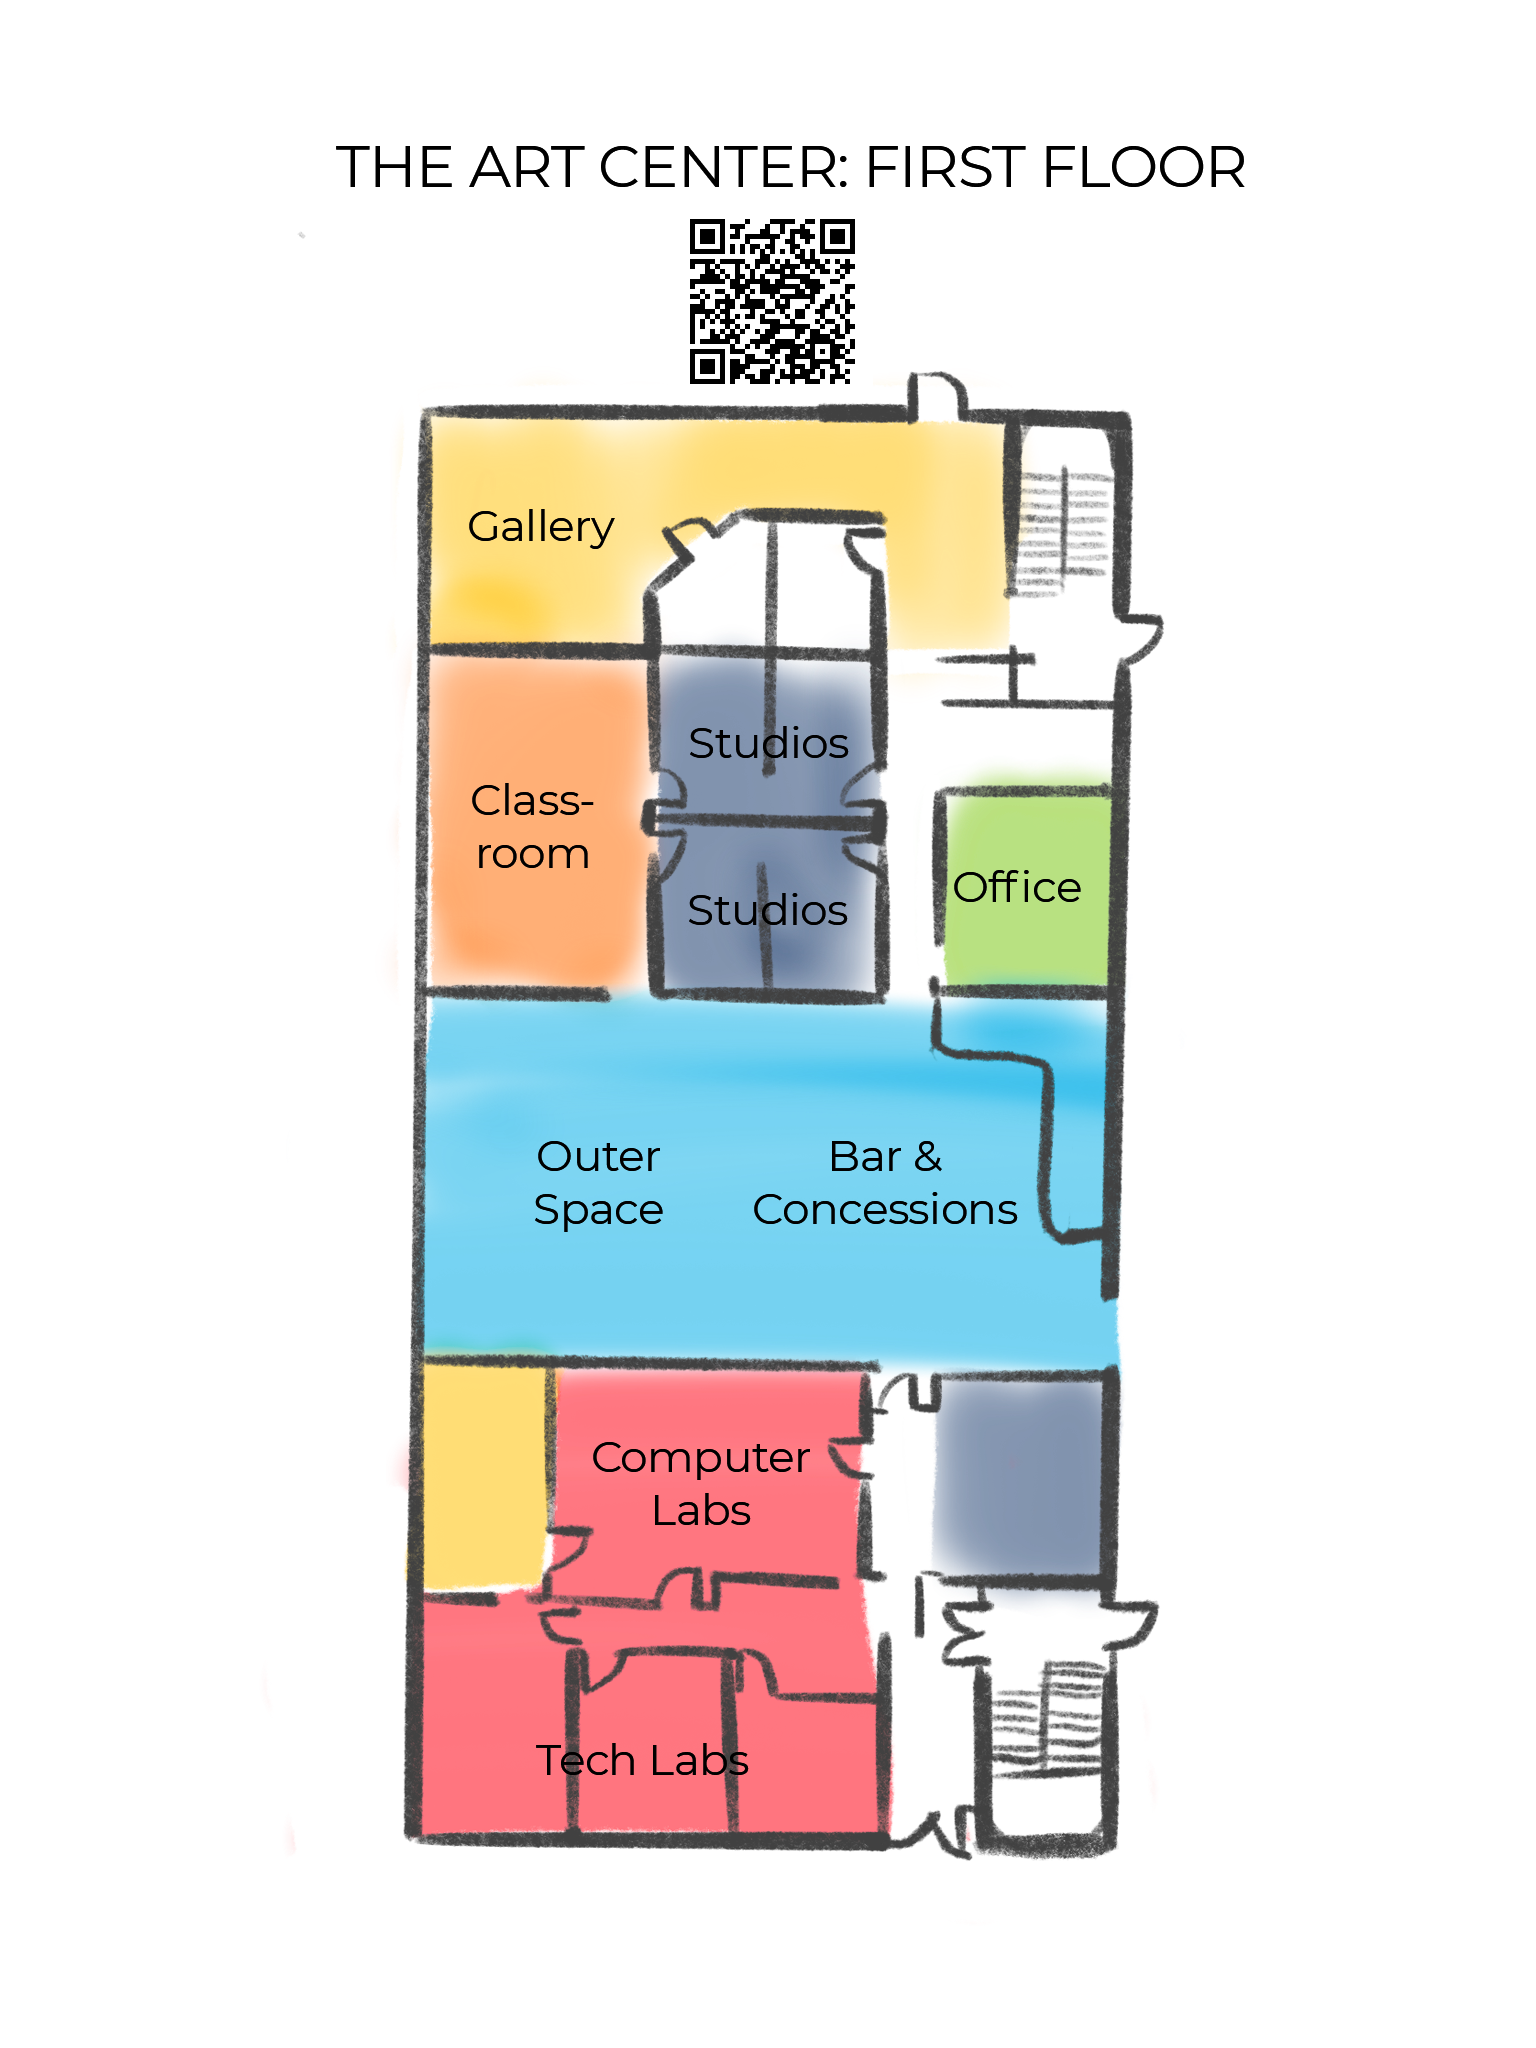 THE ART CENTER: FIRST FLOOR
Gallery
Studios
Class-
room
Office
Studios
Outer
Space
Bar &
Concessions
Computer
Labs
Tech Labs